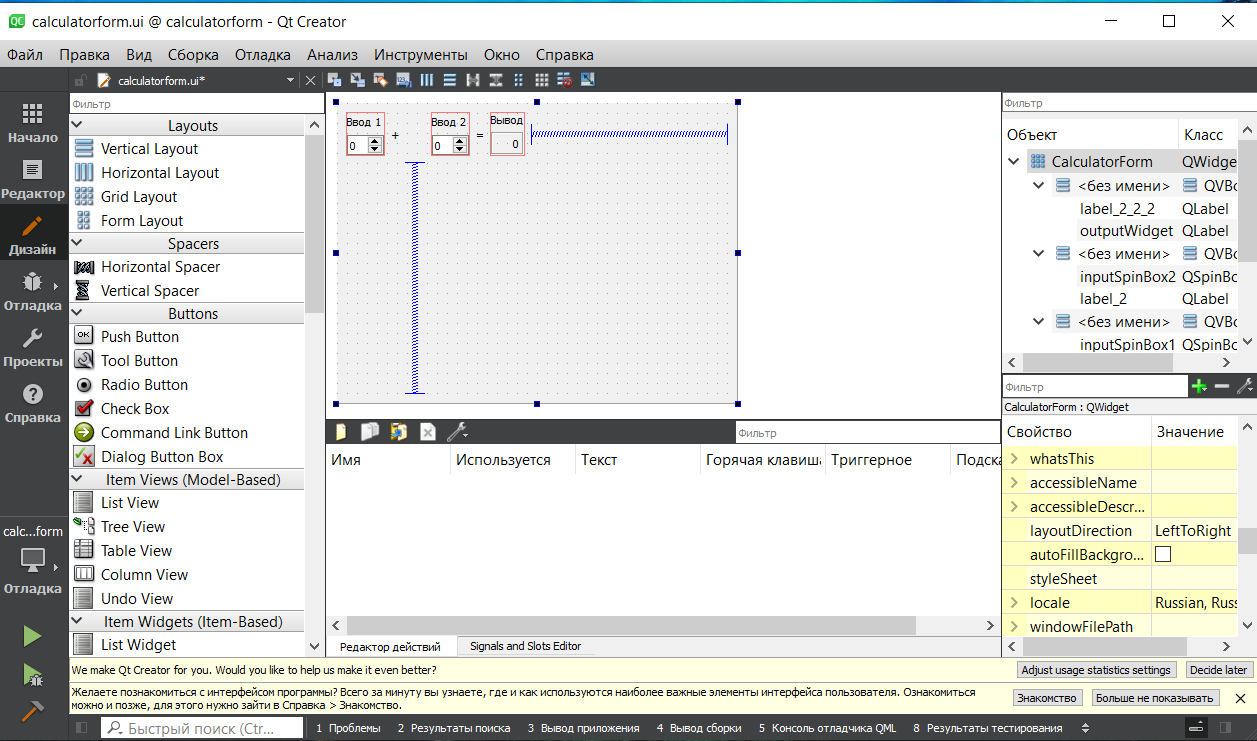 calculatorform.ui @ calculatorform - Qt Creator
Файл Правка Вид Сборка Отладка Анализ Инструменты Окно Справка
calculatorform.ui*
Начало
Редактор
Дизайн
Отладка
Проекты
Справка
calc...form
Отладка
Фильтр
Layouts
Vertical Layout
Horizontal Layout
Grid Layout
Form Layout
Spacers
Horizontal Spacer
Vertical Spacer
Buttons
Push Button
Tool Button
Radio Button
Check Box
Command Link Button
Dialog Button Box
Item Views (Model-Based)
List View
Tree View
Table View
Column View
Undo View
Item Widgets (Item-Based)
List Widget
Ввод 1 Ввод 2 Вывод
0 + 0 = 0
Фильтр
Имя Используется Текст Горячая клавиша Триггерное Подска
Редактор действий Signals and Slots Editor
Фильтр
Объект Класс
CalculatorForm QWidge
<без имени> QVBo
label_2_2_2 QLabel
outputWidget QLabel
<без имени> QVBo
inputSpinBox2 QSpinBo
label_2 QLabel
<без имени> QVBo
inputSpinBox1 QSpinBo
Фильтр
CalculatorForm : QWidget
Свойство Значение
whatsThis
accessibleName
accessibleDescr...
layoutDirection LeftToRight
autoFillBackgro...
styleSheet
locale Russian, Russ
windowFilePath
We make Qt Creator for you. Would you like to help us make it even better? Adjust usage statistics settings Decide later
Желаете познакомиться с интерфейсом программы? Всего за минуту вы узнаете, где и как используются наиболее важные элементы интерфейса пользователя. Ознакомиться
можно и позже, для этого нужно зайти в Справка > Знакомство. Знакомство Больше не показывать
Быстрый поиск (Ctr... 1 Проблемы 2 Результаты поиска 3 Вывод приложения 4 Вывод сборки 5 Консоль отладчика QML 8 Результаты тестирования